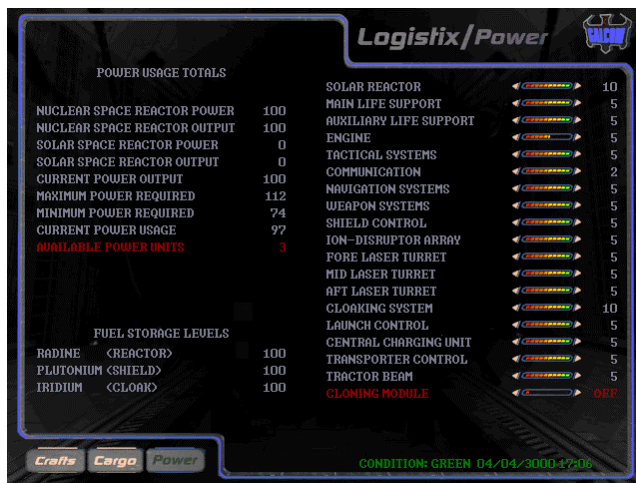 Logistix/Power
GALCOM
POWER USAGE TOTALS
NUCLEAR SPACE REACTOR POWER 100
NUCLEAR SPACE REACTOR OUTPUT 100
SOLAR SPACE REACTOR POWER 0
SOLAR SPACE REACTOR OUTPUT 0
CURRENT POWER OUTPUT 100
MAXIMUM POWER REQUIRED 112
MINIMUM POWER REQUIRED 74
CURRENT POWER USAGE 97
AVAILABLE POWER UNITS 3
FUEL STORAGE LEVELS
RADINE <REACTOR> 100
PLUTONIUM <SHIELD> 100
IRIDIUM <CLOAK> 100
SOLAR REACTOR 10
MAIN LIFE SUPPORT 5
AUXILIARY LIFE SUPPORT 5
ENGINE 5
TACTICAL SYSTEMS 5
COMMUNICATION 2
NAVIGATION SYSTEMS 5
WEAPON SYSTEMS 5
SHIELD CONTROL 5
ION-DISRUPTOR ARRAY 5
FORE LASER TURRET 5
MID LASER TURRET 5
AFT LASER TURRET 5
CLOAKING SYSTEM 10
LAUNCH CONTROL 5
CENTRAL CHARGING UNIT 5
TRANSPORTER CONTROL 5
TRACTOR BEAM 5
CLONING MODULE OFF
Crafts Cargo Power
CONDITION: GREEN 04/04/3000 17:06